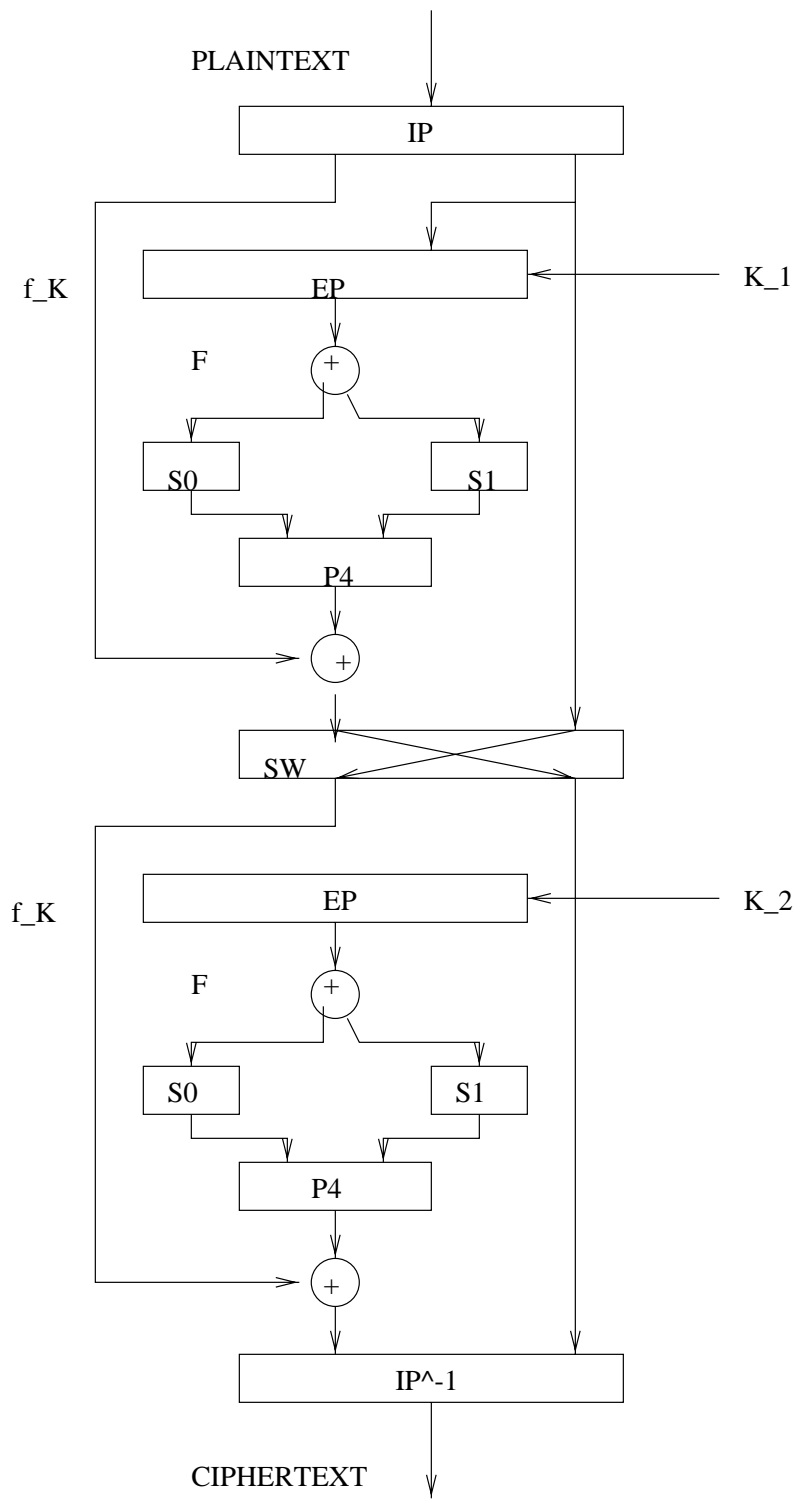 PLAINTEXT
IP
f_K
EP
K_1
F
+
S0
S1
P4
+
SW
f_K
EP
K_2
F
+
S0
S1
P4
+
IP^-1
CIPHERTEXT